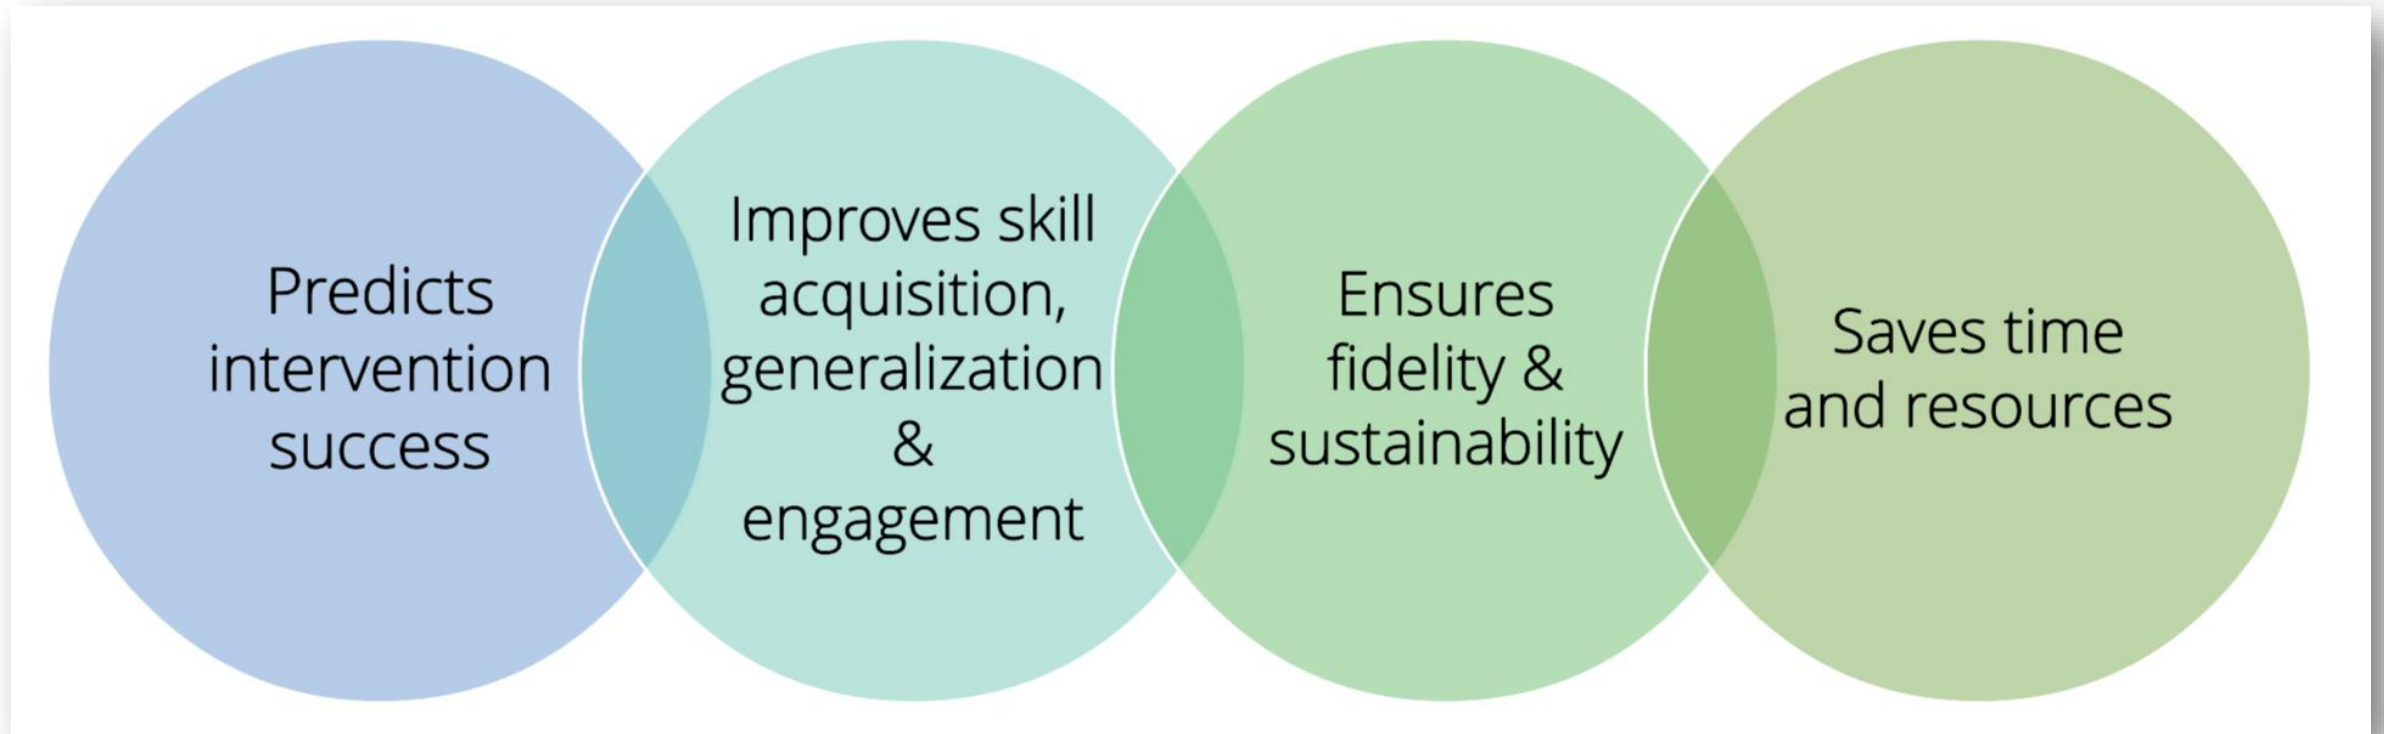 Predicts
intervention
success
Improves skill
acquisition,
generalization
&
engagement
Ensures
fidelity &
sustainability
Saves time
and resources